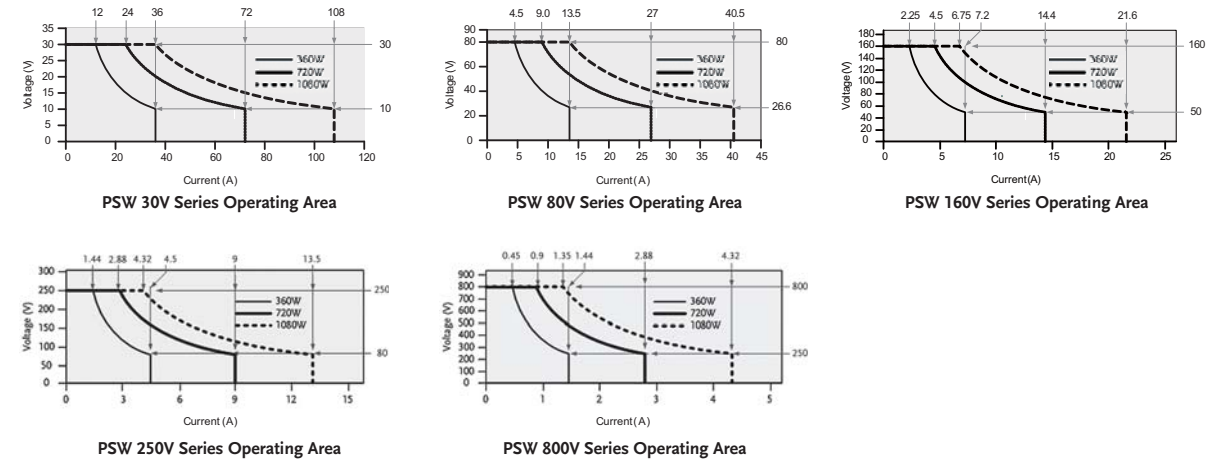 12 24 36 72 108
35
30
25
20
15
10
5
0
Voltage (V)
360W
720W
1080W
30
10
0 20 40 60 80 100 120
Current (A)
PSW 30V Series Operating Area
4.5 9.0 13.5 27 40.5
90
80
60
40
20
0
Voltage (V)
360W
720W
1080W
80
26.6
0 5 10 15 20 25 30 35 40 45
Current (A)
PSW 80V Series Operating Area
2.25 4.5 6.75 7.2 14.4 21.6
180
160
140
120
100
80
60
40
20
0
Voltage(V)
360W
720W
1080W
160
50
0 5 10 15 20 25
Current(A)
PSW 160V Series Operating Area
1.44 2.88 4.32 4.5 9 13.5
300
250
200
150
100
50
0
Voltage (V)
360W
720W
1080W
250
80
0 3 6 9 12 15
Current (A)
PSW 250V Series Operating Area
0.45 0.9 1.35 1.44 2.88 4.32
900
800
700
600
500
400
300
200
100
0
Voltage (V)
360W
720W
1080W
800
250
0 1 2 3 4 5
Current (A)
PSW 800V Series Operating Area